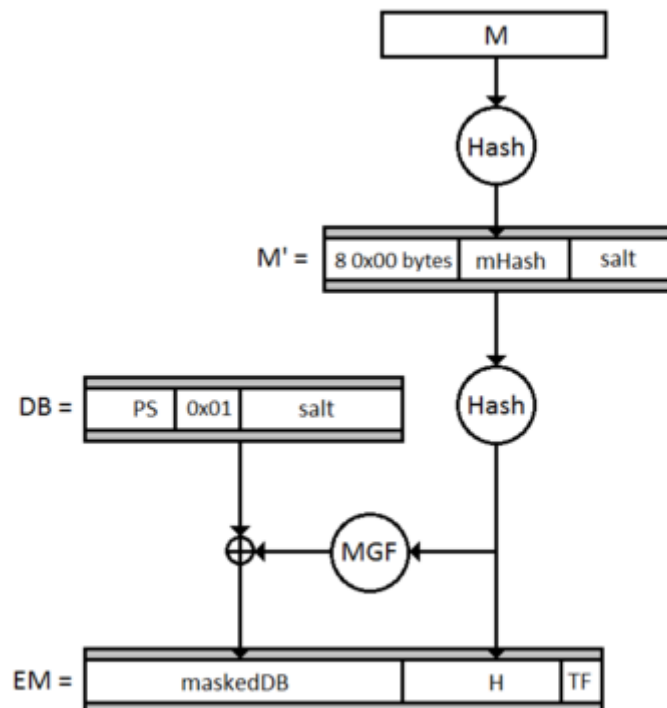 M
Hash
M' = 8 0x00 bytes mHash salt
DB = PS 0x01 salt
Hash
MGF
EM = maskedDB H TF